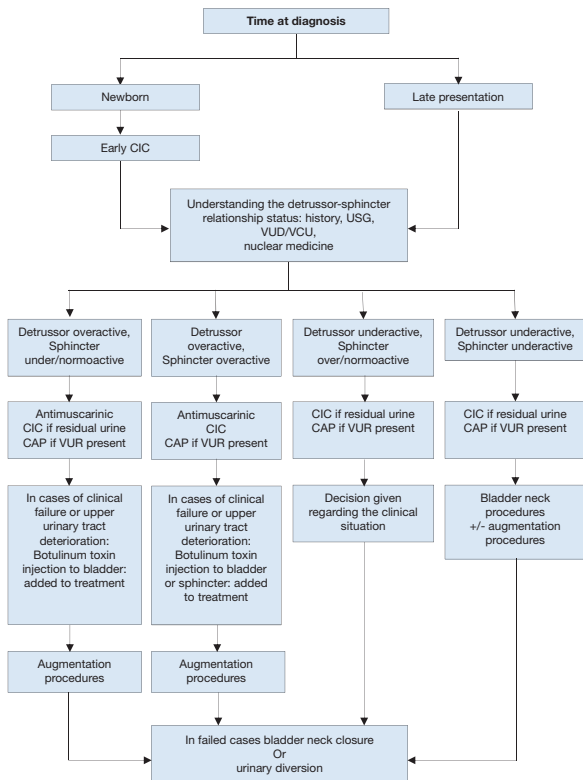 Time at diagnosis
Newborn
Late presentation
Early CIC
Understanding the detrussor-sphincter
relationship status: history, USG,
VUD/VCU,
nuclear medicine
Detrussor overactive,
Sphincter
under/normoactive
Detrussor
overactive,
Sphincter overactive
Detrussor underactive,
Sphincter
over/normoactive
Detrussor underactive,
Sphincter underactive
Antimuscarinic
CIC if residual urine
CAP if VUR present
Antimuscarinic
CIC
CAP if VUR present
CIC if residual urine
CAP if VUR present
CIC if residual urine
CAP if VUR present
In cases of clinical
failure or upper
urinary tract
deterioration:
Botulinum toxin
injection to bladder:
added to treatment
In cases of clinical
failure or upper
urinary tract
deterioration:
Botulinum toxin
injection to bladder
or sphincter: added
to treatment
Decision given
regarding the clinical
situation
Bladder neck
procedures
+/- augmentation
procedures
Augmentation
procedures
Augmentation
procedures
In failed cases bladder neck closure
Or
urinary diversion